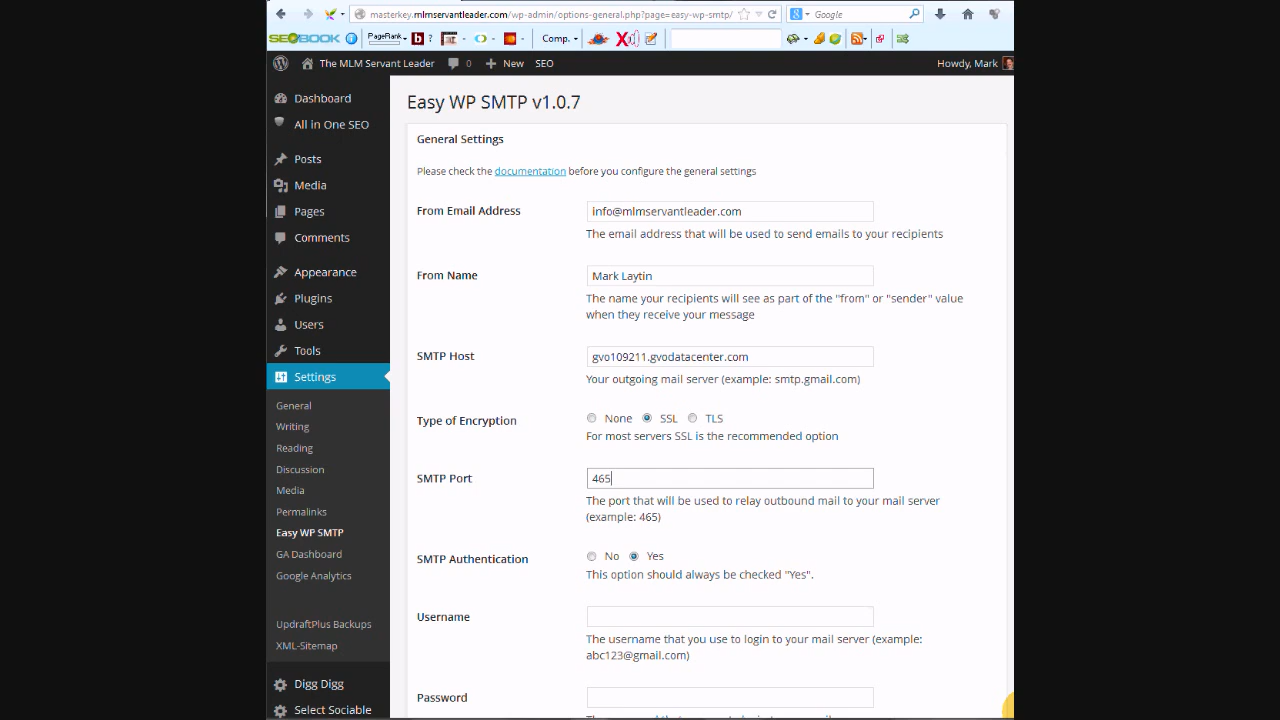 masterkey.mlmservantleader.com/wp-admin/options-general.php?page=easy-wp-smtp/
Google
SEOBOOK
PageRank
Comp.
The MLM Servant Leader
0
New
SEO
Howdy, Mark
Dashboard
All in One SEO
Posts
Media
Pages
Comments
Appearance
Plugins
Users
Tools
Settings
General
Writing
Reading
Discussion
Media
Permalinks
Easy WP SMTP
GA Dashboard
Google Analytics
UpdraftPlus Backups
XML-Sitemap
Digg Digg
Select Sociable
Easy WP SMTP v1.0.7
General Settings
Please check the documentation before you configure the general settings
From Email Address
info@mlmservantleader.com
The email address that will be used to send emails to your recipients
From Name
Mark Laytin
The name your recipients will see as part of the "from" or "sender" value
when they receive your message
SMTP Host
gvo109211.gvodatacenter.com
Your outgoing mail server (example: smtp.gmail.com)
Type of Encryption
None SSL TLS
For most servers SSL is the recommended option
SMTP Port
465
The port that will be used to relay outbound mail to your mail server
(example: 465)
SMTP Authentication
No Yes
This option should always be checked "Yes".
Username
The username that you use to login to your mail server (example:
abc123@gmail.com)
Password